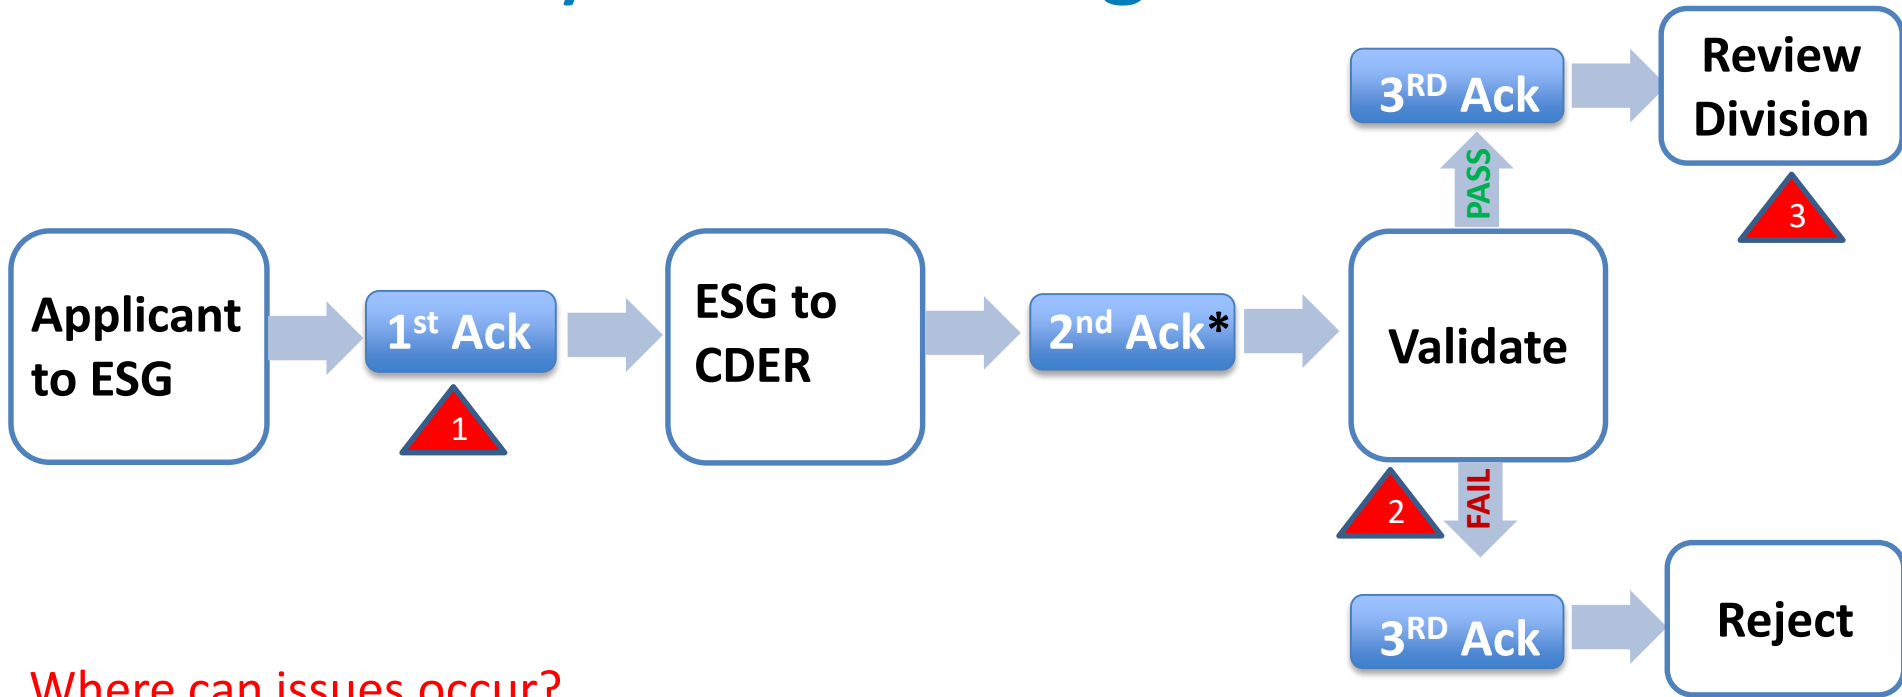 Applicant
to ESG
1st Ack
1
ESG to
CDER
2nd Ack*
Validate
PASS
3RD Ack
Review
Division
3
2
FAIL
3RD Ack
Reject
Where can issues occur?